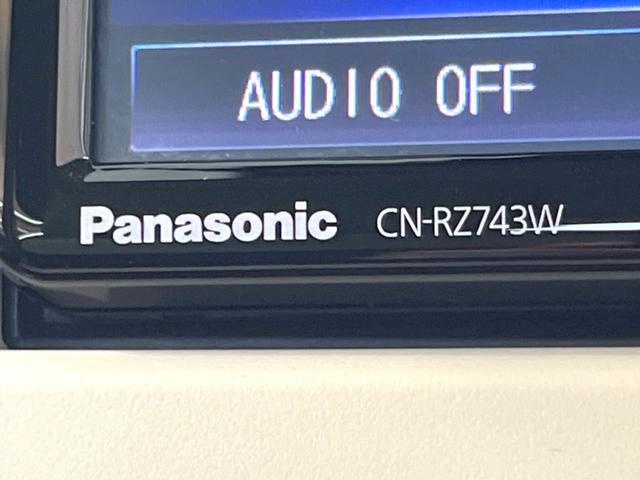 AUDIO OFF
Panasonic CN-RZ743W